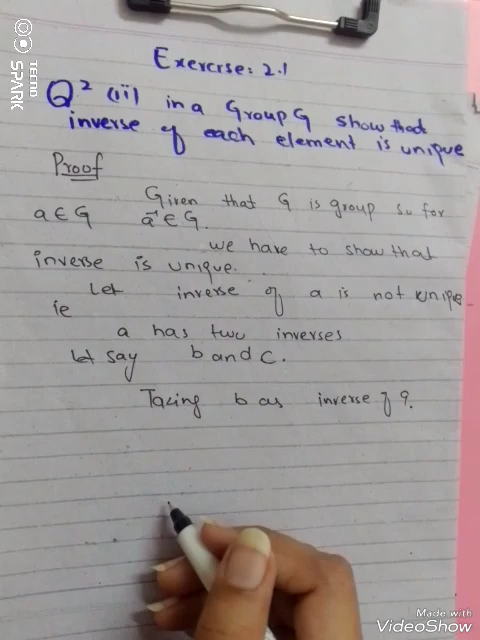 TECNO
SPARK
Exercise: 2.1
Q2 (ii) in a Group G show that
inverse of each element is unique
Proof
Given that G is group so for
a ∈ G a⁻¹ ∈ G.
we have to show that
inverse is unique.
Let inverse of a is not unique
ie
a has two inverses
Let say b and c.
Taking b as inverse of a.
Made with
VideoShow